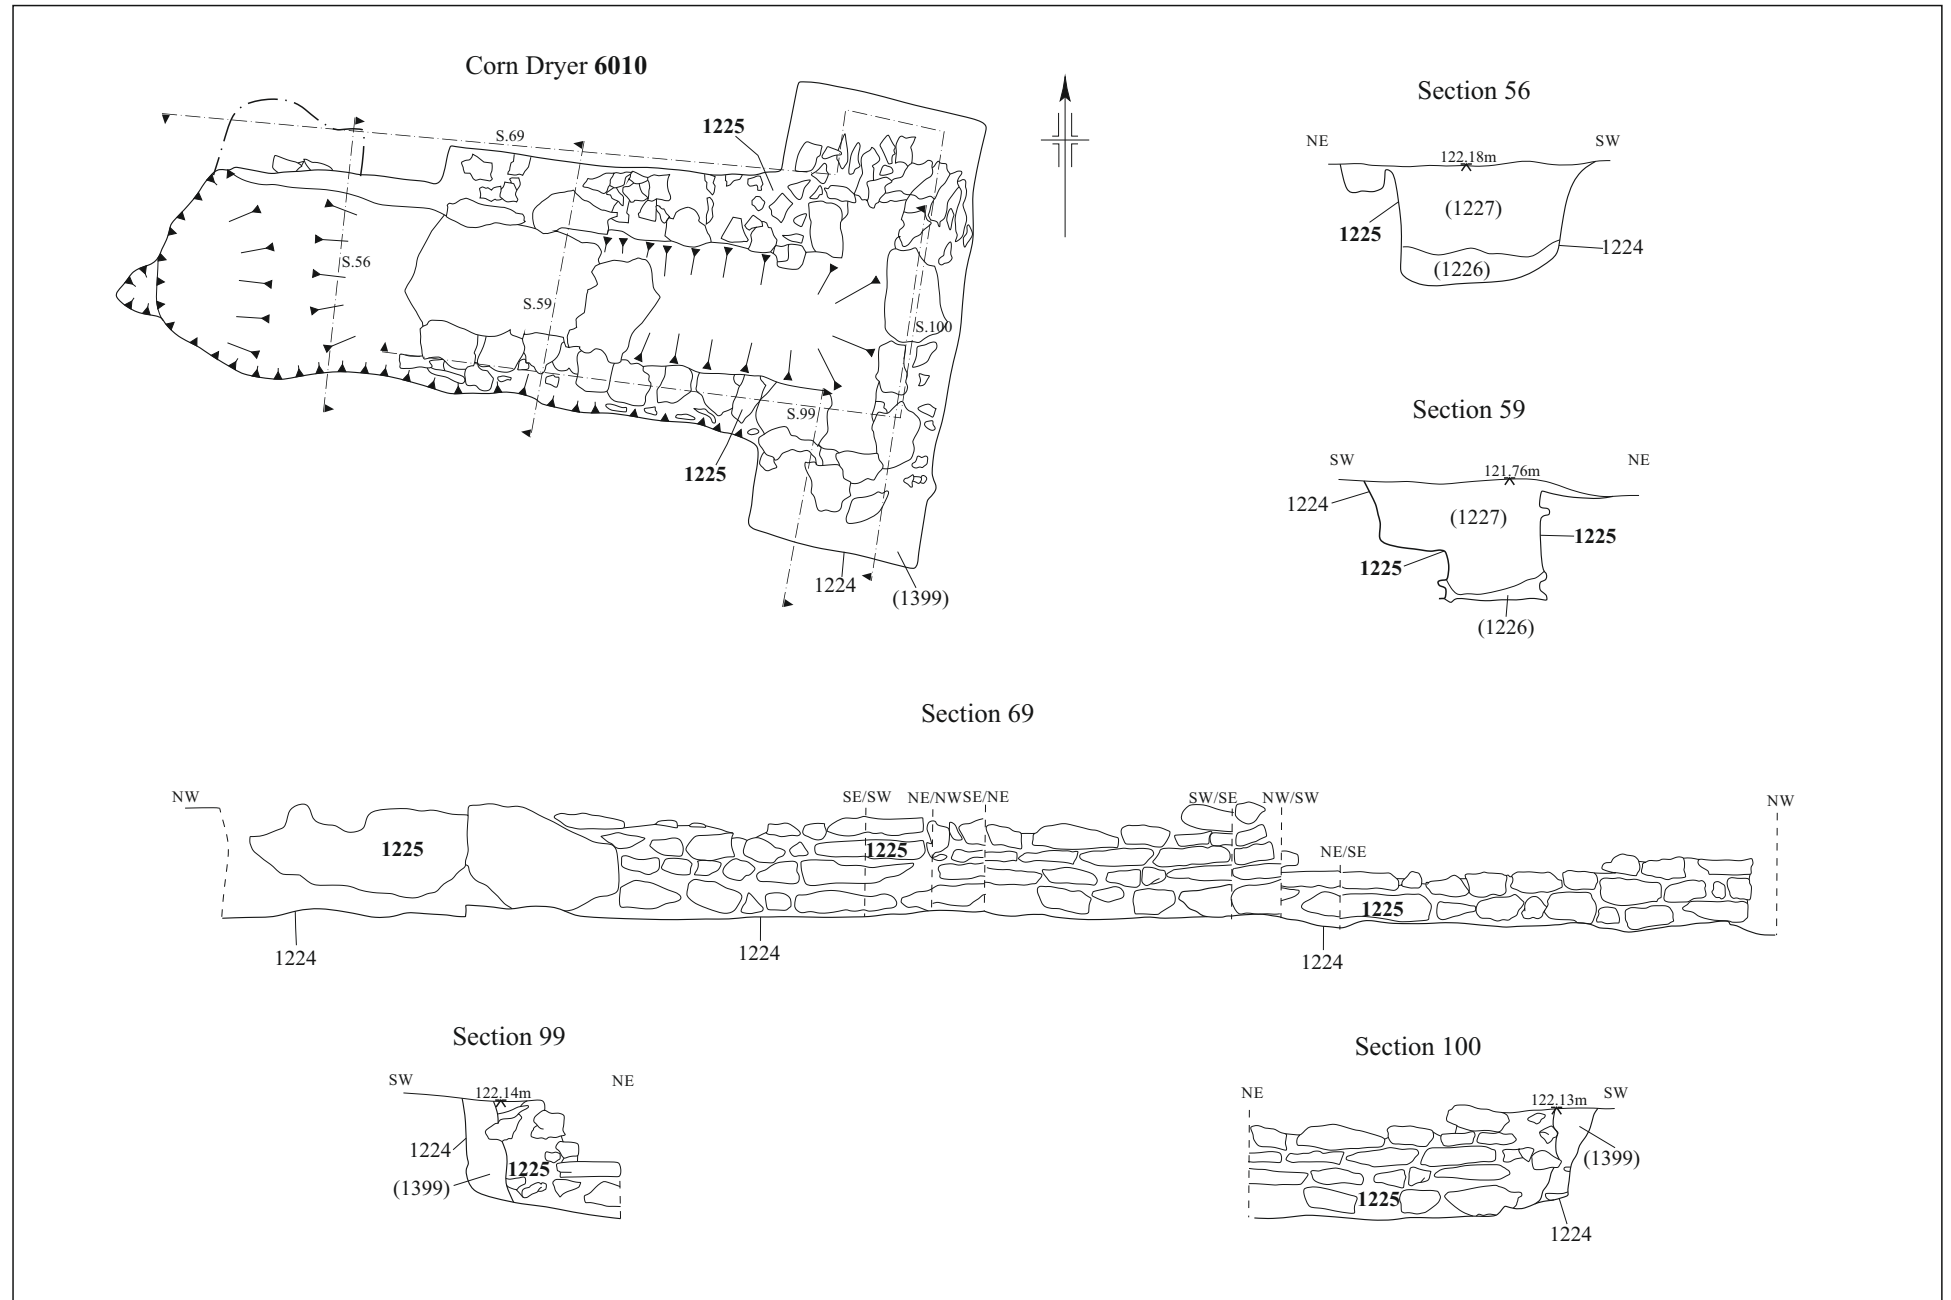 Corn Dryer 6010
S.69
1225
S.56
S.59
S.100
S.99
1225
1224
(1399)
Section 56
NE
SW
122.18m
(1227)
1225
1224
(1226)
Section 59
SW
NE
121.76m
1224
(1227)
1225
1225
(1226)
Section 69
NW
SE/SW
NE/NW
SE/NE
SW/SE
NW/SW
NW
NE/SE
1225
1225
1225
1224
1224
1224
Section 99
SW
NE
122.14m
1224
1225
(1399)
Section 100
NE
SW
122.13m
(1399)
1225
1224